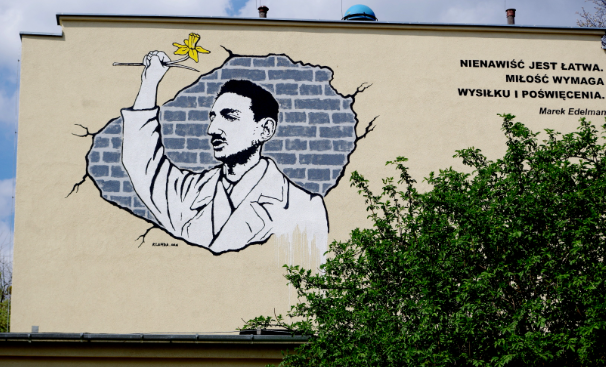 NIENAWIŚĆ JEST ŁATWA.
MIŁOŚĆ WYMAGA
WYSIŁKU I POŚWIĘCENIA.
Marek Edelman